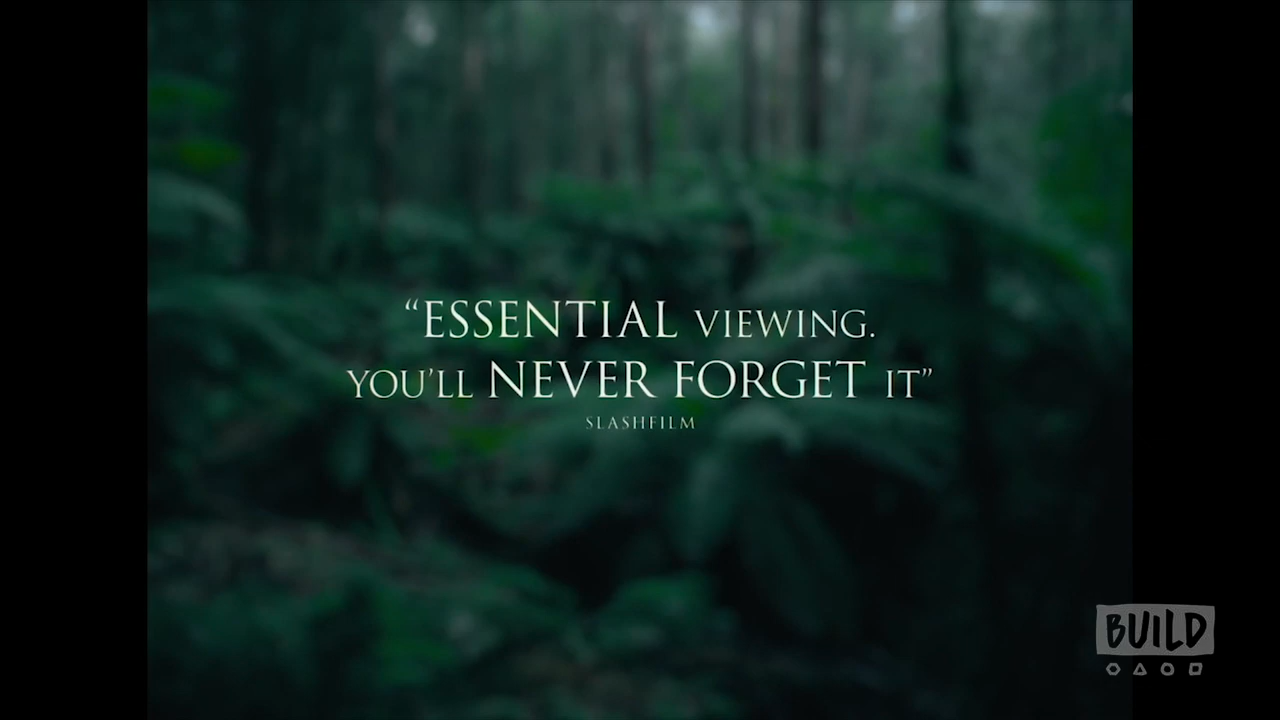 “ESSENTIAL VIEWING.
YOU’LL NEVER FORGET IT”
SLASHFILM
BUILD